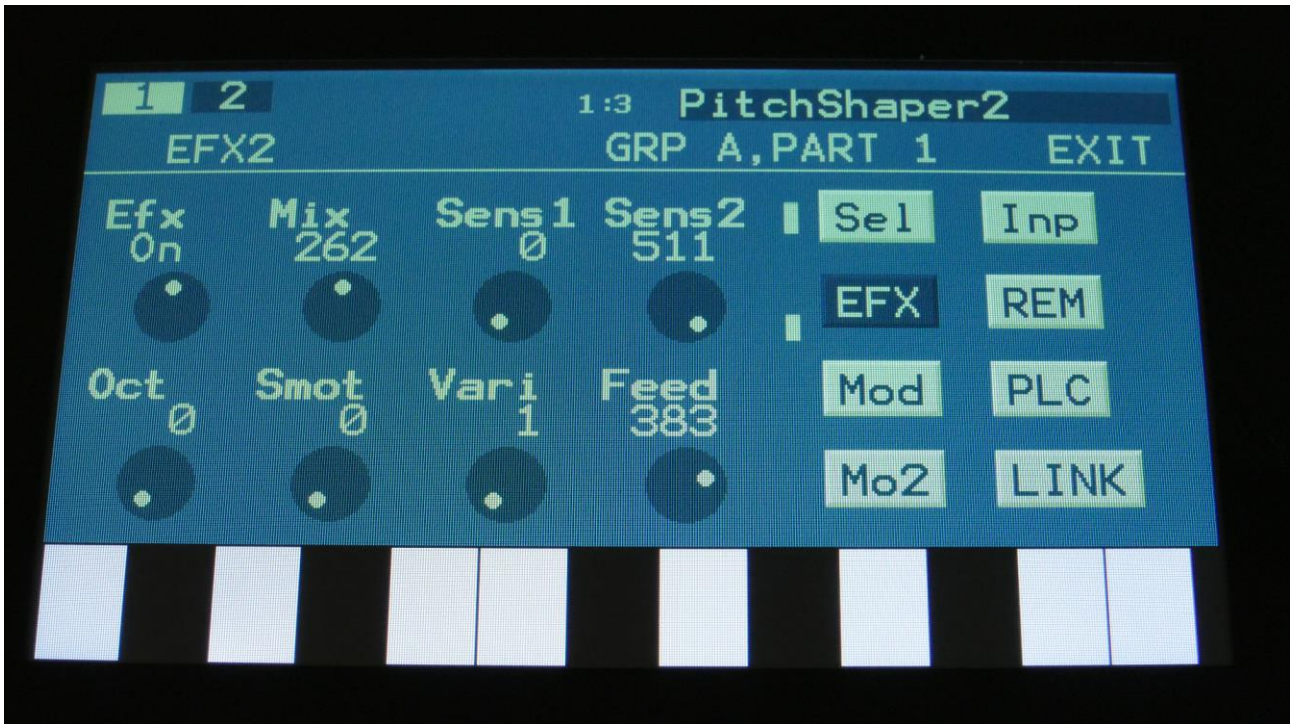 1 2 1:3 PitchShaper2
EFX2 GRP A,PART 1 EXIT
Efx Mix Sens1 Sens2 Sel Inp
On 262 0 511
EFX REM
Oct Smot Vari Feed Mod PLC
0 0 1 383
Mo2 LINK